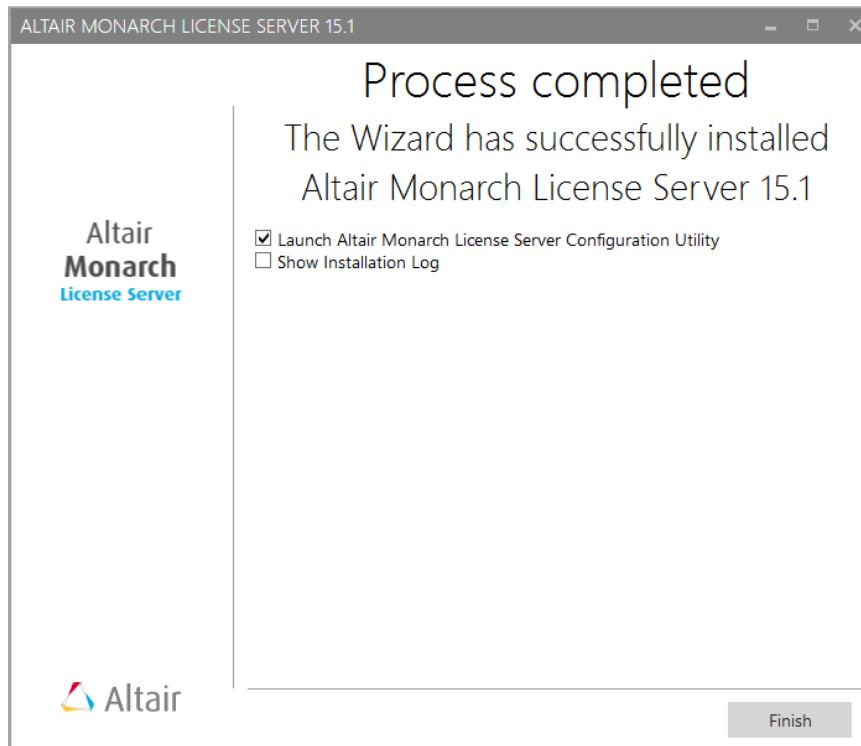 ALTAIR MONARCH LICENSE SERVER 15.1
Process completed
The Wizard has successfully installed
Altair Monarch License Server 15.1
Launch Altair Monarch License Server Configuration Utility
Show Installation Log
Altair
Monarch
License Server
Altair
Finish